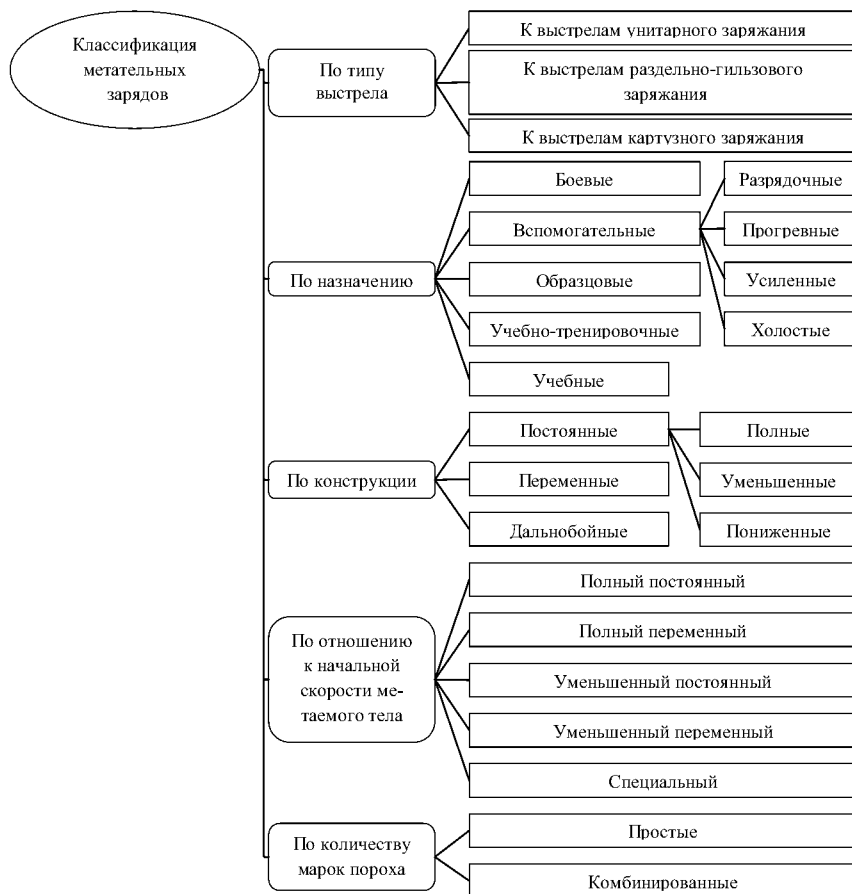 Классификация
метательных
зарядов
По типу
выстрела
К выстрелам унитарного заряжания
К выстрелам раздельно-гильзового
заряжания
К выстрелам картузного заряжания
По назначению
Боевые
Вспомогательные
Разрядочные
Прогревные
Усиленные
Холостые
Образцовые
Учебно-тренировочные
Учебные
По конструкции
Постоянные
Полные
Уменьшенные
Пониженные
Переменные
Дальнобойные
По отношению
к начальной
скорости ме-
таемого тела
Полный постоянный
Полный переменный
Уменьшенный постоянный
Уменьшенный переменный
Специальный
По количеству
марок пороха
Простые
Комбинированные